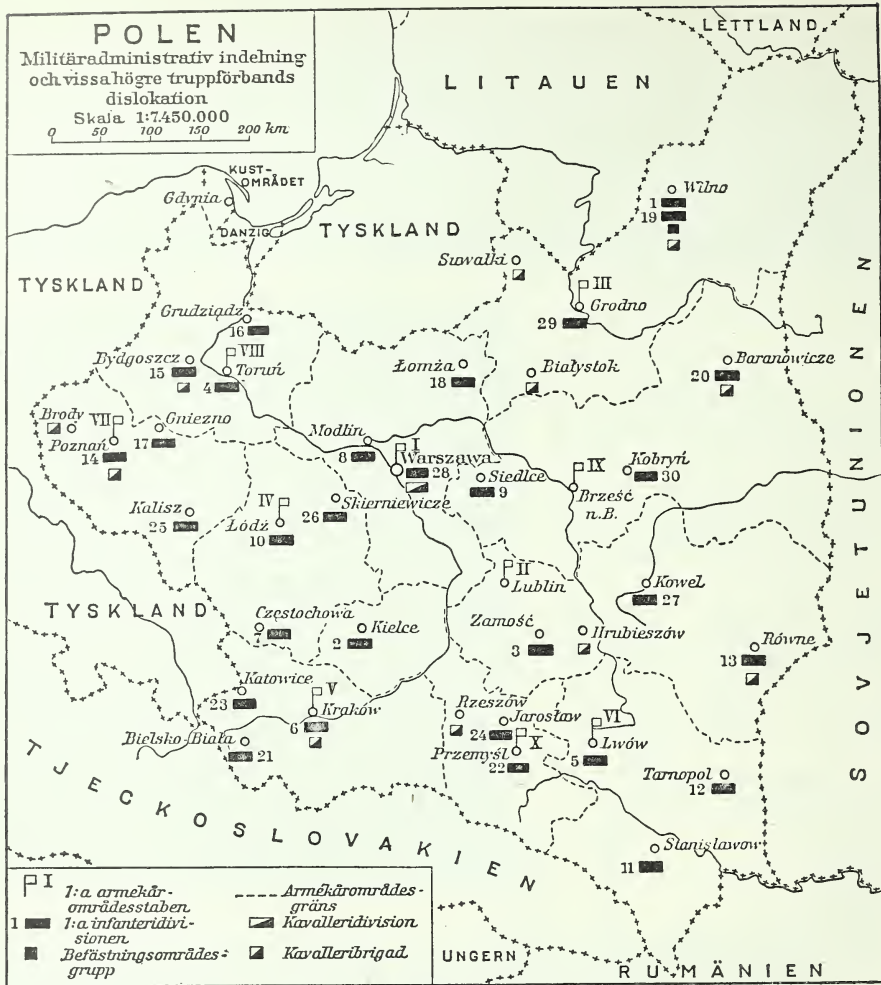 POLEN
Militäradministrativ indelning
och vissa högre truppförbands
dislokation
Skala 1:7.450.000
0 50 100 200 km
LETTLAND
LITAUEN
KUST-
OMRÅDET
Gdynia
DANZIG
TYSKLAND
TYSKLAND
Wilno
1
19
Suwalki
III
Grodno
29
Grudziądz
16
VIII
Toruń
4
Bydgoszcz
15
Łomża
18
Białystok
Baranowicze
20
Brody
VII
Poznań
14
Gniezno
17
Modlin
8
I
Warszawa
28
Siedlce
9
IX
Brześć
n.B.
Kobryń
30
Kalisz
25
IV
Łódź
10
Skierniewicze
26
II
Lublin
Kowel
27
TYSKLAND
Częstochowa
7
Kielce
2
Zamość
3
Hrubieszów
Równe
13
Katowice
23
V
Kraków
6
Bielsko-Biała
21
Rzeszów
Jarosław
24
X
Przemyśl
22
VI
Lwów
5
Tarnopol
12
Stanisławow
11
SOVJETUNIONEN
TJECKOSLOVAKIEN
UNGERN
RUMÄNIEN
I
1:a armékår-
områdesstaben
1
1:a infanteridivi-
sionen
Befästningsområdes-
grupp
Armékårområdes-
gräns
Kavalleridivision
Kavalleribrigad